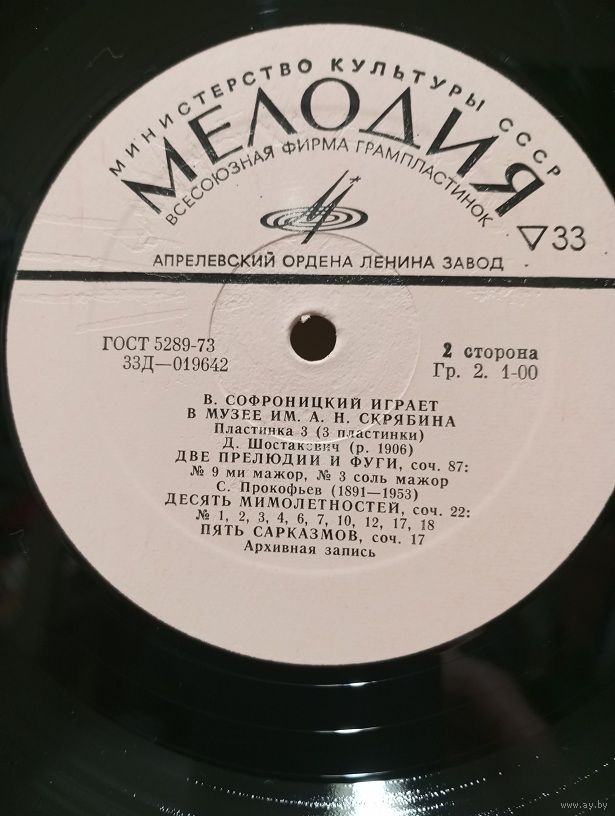 МИНИСТЕРСТВО КУЛЬТУРЫ СССР
МЕЛОДИЯ
ВСЕСОЮЗНАЯ ФИРМА ГРАМПЛАСТИНОК
33
АПРЕЛЕВСКИЙ ОРДЕНА ЛЕНИНА ЗАВОД
ГОСТ 5289-73
33Д—019642
2 сторона
Гр. 2. 1-00
В. СОФРОНИЦКИЙ ИГРАЕТ
В МУЗЕЕ ИМ. А. Н. СКРЯБИНА
Пластинка 3 (3 пластинки)
Д. Шостакович (р. 1906)
ДВЕ ПРЕЛЮДИИ И ФУГИ, соч. 87:
№ 9 ми мажор, № 3 соль мажор
С. Прокофьев (1891—1953)
ДЕСЯТЬ МИМОЛЕТНОСТЕЙ, соч. 22:
№ 1, 2, 3, 4, 6, 7, 10, 12, 17, 18
ПЯТЬ САРКАЗМОВ, соч. 17
Архивная запись
www.ay.by